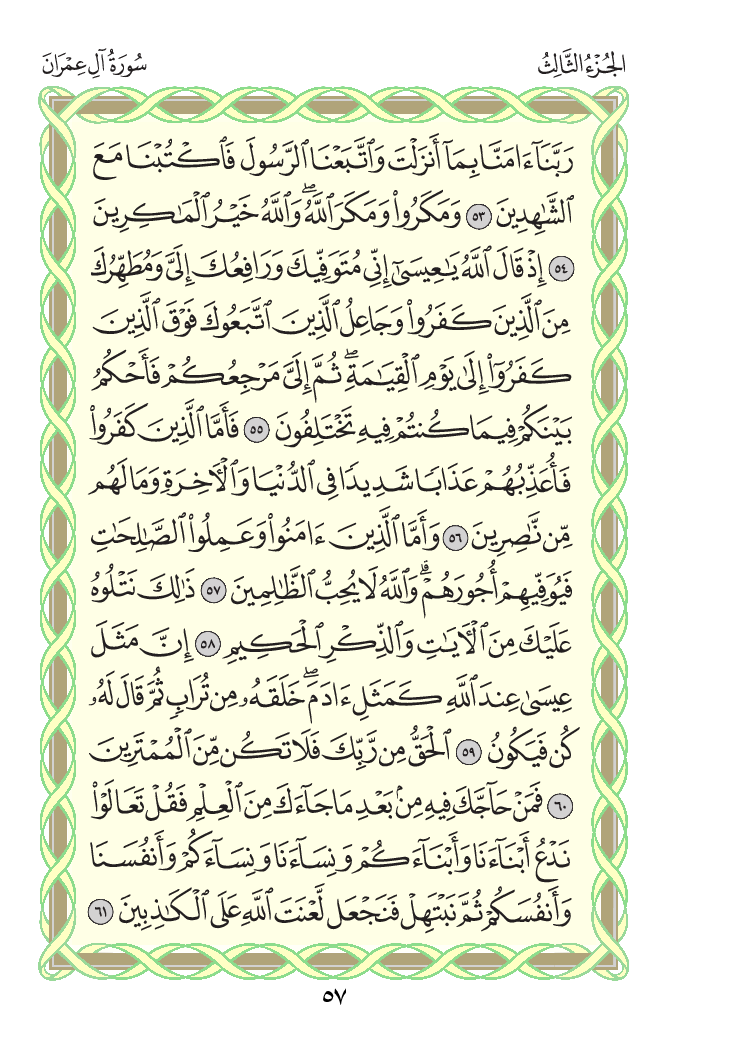 الجُزْءُ الثَّالِثُ
سُورَةُ آلِ عِمْرَانَ
رَبَّنَآ ءَامَنَّا بِمَآ أَنزَلْتَ وَٱتَّبَعْنَا ٱلرَّسُولَ فَٱكْتُبْنَا مَعَ
ٱلشَّٰهِدِينَ ٥٣ وَمَكَرُوا۟ وَمَكَرَ ٱللَّهُ ۖ وَٱللَّهُ خَيْرُ ٱلْمَٰكِرِينَ
٥٤ إِذْ قَالَ ٱللَّهُ يَٰعِيسَىٰٓ إِنِّى مُتَوَفِّيكَ وَرَافِعُكَ إِلَىَّ وَمُطَهِّرُكَ
مِنَ ٱلَّذِينَ كَفَرُوا۟ وَجَاعِلُ ٱلَّذِينَ ٱتَّبَعُوكَ فَوْقَ ٱلَّذِينَ
كَفَرُوٓا۟ إِلَىٰ يَوْمِ ٱلْقِيَٰمَةِ ۖ ثُمَّ إِلَىَّ مَرْجِعُكُمْ فَأَحْكُمُ
بَيْنَكُمْ فِيمَا كُنتُمْ فِيهِ تَخْتَلِفُونَ ٥٥ فَأَمَّا ٱلَّذِينَ كَفَرُوا۟
فَأُعَذِّبُهُمْ عَذَابًا شَدِيدًا فِى ٱلدُّنْيَا وَٱلْءَاخِرَةِ وَمَا لَهُم
مِّن نَّٰصِرِينَ ٥٦ وَأَمَّا ٱلَّذِينَ ءَامَنُوا۟ وَعَمِلُوا۟ ٱلصَّٰلِحَٰتِ
فَيُوَفِّيهِمْ أُجُورَهُمْ ۗ وَٱللَّهُ لَا يُحِبُّ ٱلظَّٰلِمِينَ ٥٧ ذَٰلِكَ نَتْلُوهُ
عَلَيْكَ مِنَ ٱلْءَايَٰتِ وَٱلذِّكْرِ ٱلْحَكِيمِ ٥٨ إِنَّ مَثَلَ
عِيسَىٰ عِندَ ٱللَّهِ كَمَثَلِ ءَادَمَ ۖ خَلَقَهُۥ مِن تُرَابٍ ثُمَّ قَالَ لَهُۥ
كُن فَيَكُونُ ٥٩ ٱلْحَقُّ مِن رَّبِّكَ فَلَا تَكُن مِّنَ ٱلْمُمْتَرِينَ
٦٠ فَمَنْ حَآجَّكَ فِيهِ مِنۢ بَعْدِ مَا جَآءَكَ مِنَ ٱلْعِلْمِ فَقُلْ تَعَالَوْا۟
نَدْعُ أَبْنَآءَنَا وَأَبْنَآءَكُمْ وَنِسَآءَنَا وَنِسَآءَكُمْ وَأَنفُسَنَا
وَأَنفُسَكُمْ ثُمَّ نَبْتَهِلْ فَنَجْعَل لَّعْنَتَ ٱللَّهِ عَلَى ٱلْكَٰذِبِينَ ٦١
٥٧